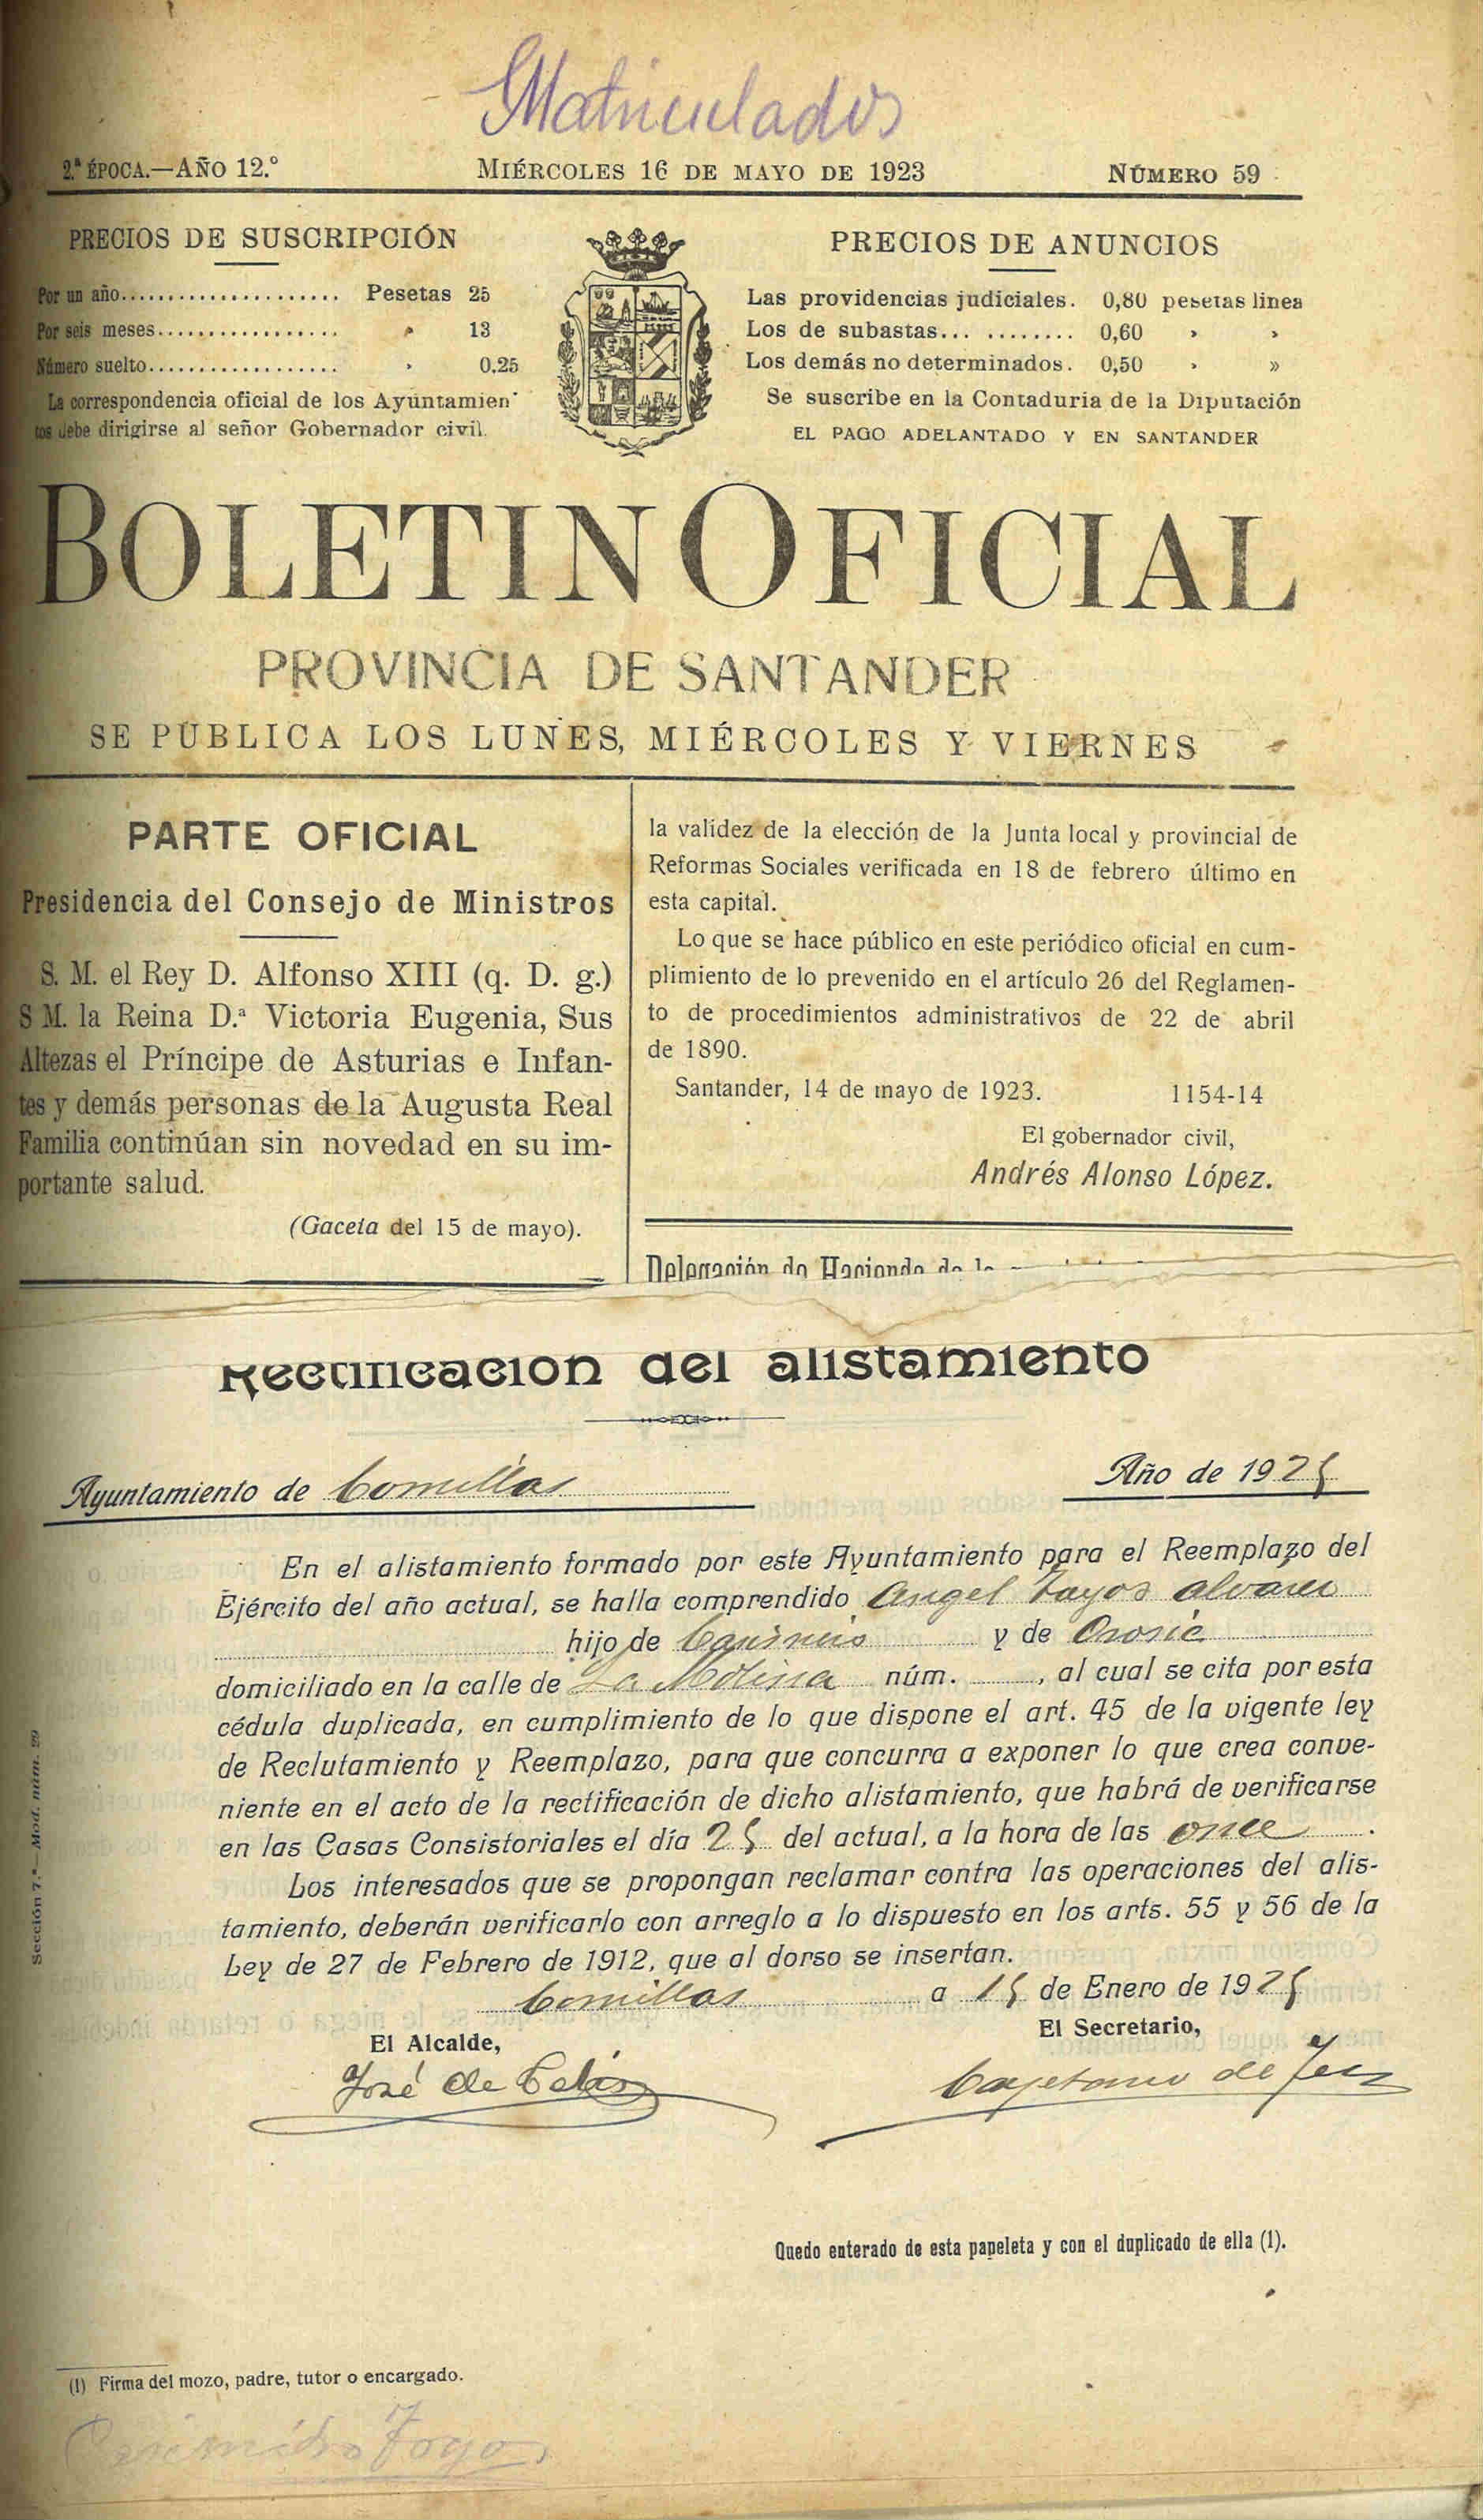 Matriculados
2.ª ÉPOCA.—AÑO 12.º
MIÉRCOLES 16 DE MAYO DE 1923
NÚMERO 59
PRECIOS DE SUSCRIPCIÓN
Por un año..................... Pesetas 25
Por seis meses................. » 13
Número suelto.................. » 0,25
La correspondencia oficial de los Ayuntamien-
tos debe dirigirse al señor Gobernador civil.
PRECIOS DE ANUNCIOS
Las providencias judiciales. 0,80 pesetas linea
Los de subastas... ......... 0,60 » »
Los demás no determinados. 0,50 » »
Se suscribe en la Contaduria de la Diputación
EL PAGO ADELANTADO Y EN SANTANDER
BOLETIN OFICIAL
PROVINCIA DE SANTANDER
SE PUBLICA LOS LUNES, MIÉRCOLES Y VIERNES
PARTE OFICIAL
Presidencia del Consejo de Ministros
S. M. el Rey D. Alfonso XIII (q. D. g.)
S M. la Reina D.ª Victoria Eugenia, Sus
Altezas el Príncipe de Asturias e Infan-
tes y demás personas de la Augusta Real
Familia continúan sin novedad en su im-
portante salud.
(Gaceta del 15 de mayo).
la validez de la elección de la Junta local y provincial de
Reformas Sociales verificada en 18 de febrero último en
esta capital.
Lo que se hace público en este periódico oficial en cum-
plimiento de lo prevenido en el artículo 26 del Reglamen-
to de procedimientos administrativos de 22 de abril
de 1890.
Santander, 14 de mayo de 1923. 1154-14
El gobernador civil,
Andrés Alonso López.
Delegación de Hacienda de la
Rectificacion del alistamiento
Ayuntamiento de Comillas
Año de 1925
En el alistamiento formado por este Ayuntamiento para el Reemplazo del
Ejército del año actual, se halla comprendido Angel Fayos Alvarez
hijo de y de
domiciliado en la calle de La Molina núm. , al cual se cita por esta
cédula duplicada, en cumplimiento de lo que dispone el art. 45 de la vigente ley
de Reclutamiento y Reemplazo, para que concurra a exponer lo que crea conve-
niente en el acto de la rectificación de dicho alistamiento, que habrá de verificarse
en las Casas Consistoriales el día 25 del actual, a la hora de las once.
Los interesados que se propongan reclamar contra las operaciones del alis-
tamiento, deberán verificarlo con arreglo a lo dispuesto en los arts. 55 y 56 de la
Ley de 27 de Febrero de 1912, que al dorso se insertan.
Comillas a 15 de Enero de 1925
El Alcalde,
El Secretario,
José de
Cayetano de
Quedo enterado de esta papeleta y con el duplicado de ella (1).
Sección 7.ª—Mod. núm. 29
(1) Firma del mozo, padre, tutor o encargado.